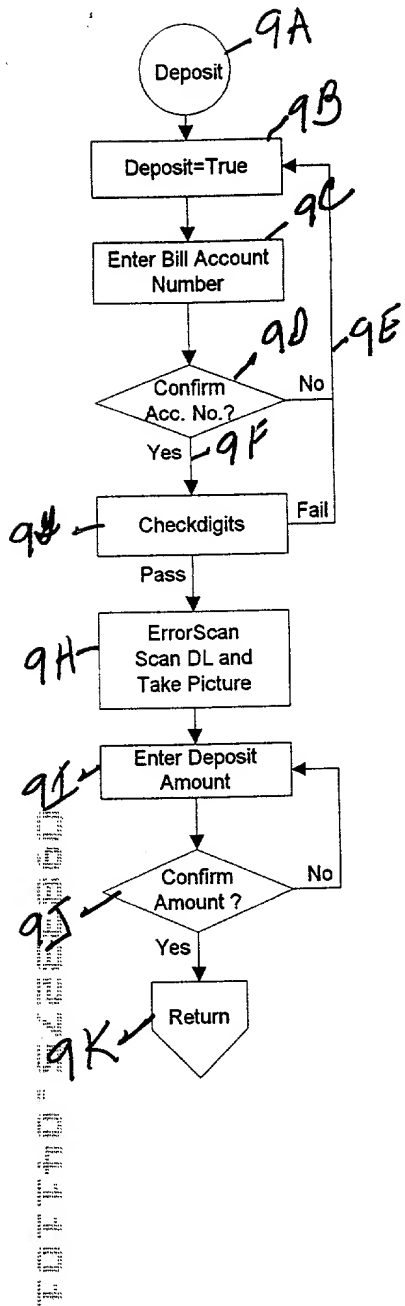 9A
Deposit
9B
Deposit=True
9C
Enter Bill Account
Number
9D
9E
Confirm
Acc. No.?
No
Yes
9F
Checkdigits
Fail
Pass
9H
ErrorScan
Scan DL and
Take Picture
9I
Enter Deposit
Amount
Confirm
Amount ?
No
9J
Yes
Return
9K